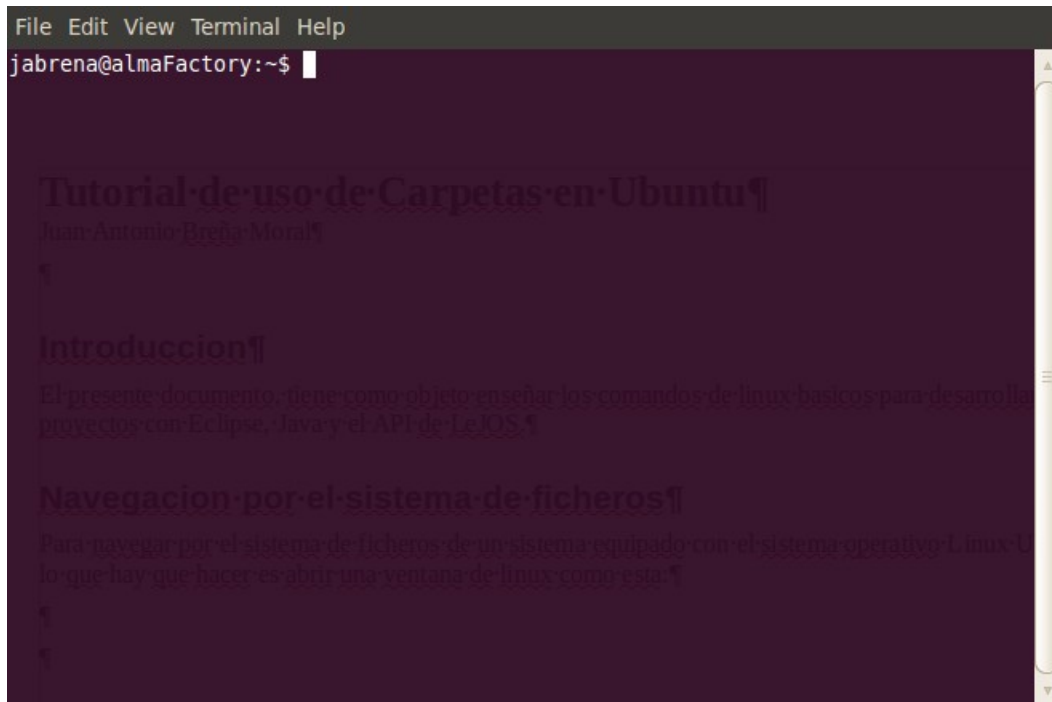 File Edit View Terminal Help
jabrena@almaFactory:~$
Tutorial·de·uso·de·Carpetas·en·Ubuntu¶
Juan·Antonio·Breña·Moral¶
¶
Introduccion¶
El·presente·documento,·tiene·como·objeto·enseñar·los·comandos·de·linux·basicos·para·desarrollar
proyectos·con·Eclipse,·Java·y·el·API·de·LeJOS.¶
Navegacion·por·el·sistema·de·ficheros¶
Para·navegar·por·el·sistema·de·ficheros·de·un·sistema·equipado·con·el·sistema·operativo·Linux·U
lo·que·hay·que·hacer·es·abrir·una·ventana·de·linux·como·esta:¶
¶
¶